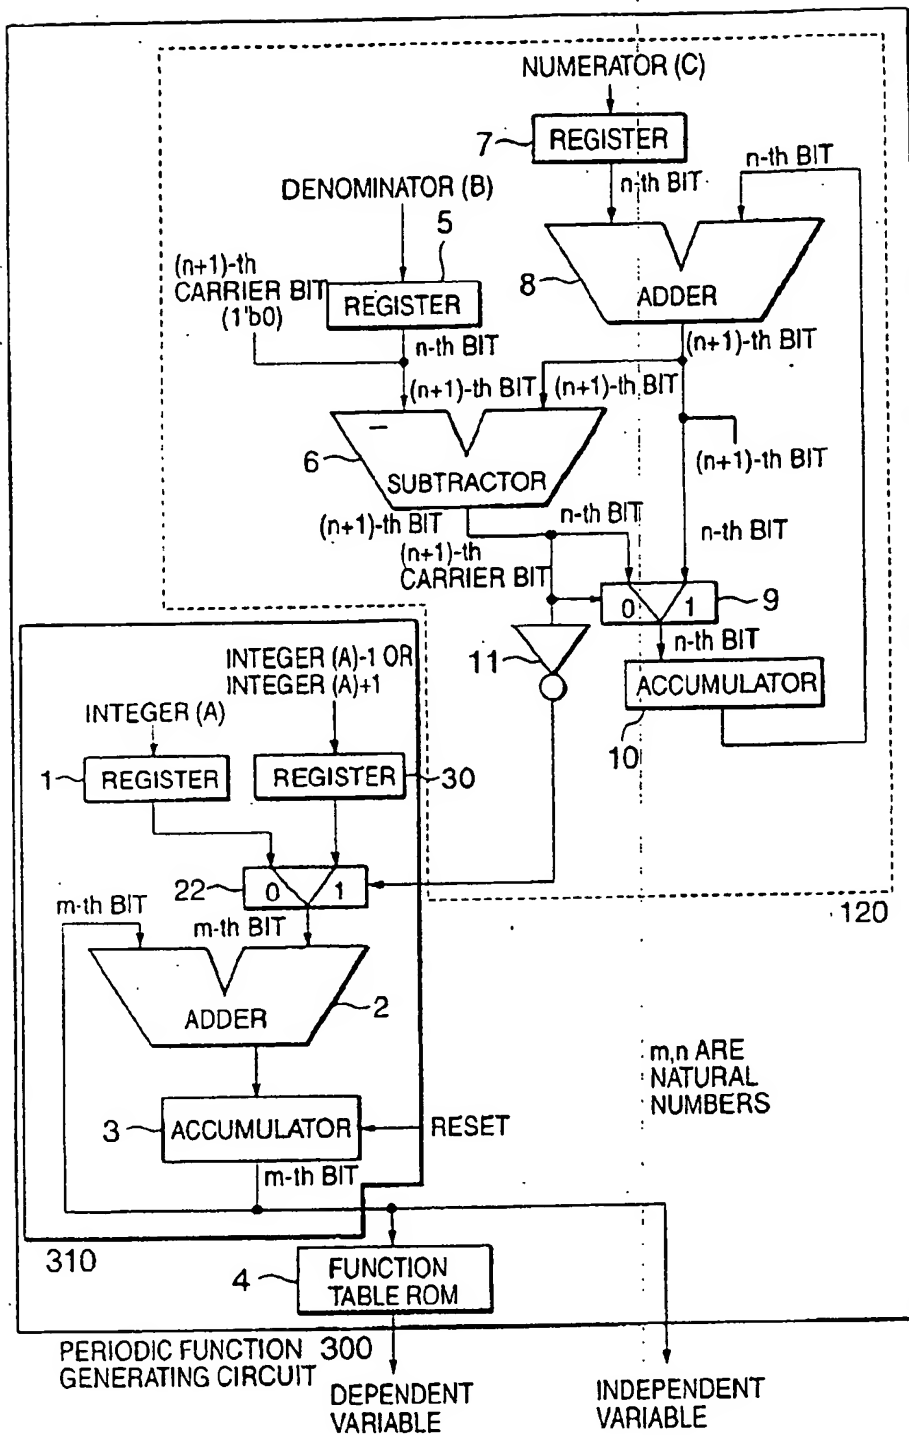 NUMERATOR (C)
7
REGISTER
n-th BIT
n-th BIT
DENOMINATOR (B)
5
(n+1)-th
CARRIER BIT
(1'b0)
REGISTER
8
ADDER
n-th BIT
(n+1)-th BIT
(n+1)-th BIT
(n+1)-th BIT
–
6
SUBTRACTOR
(n+1)-th BIT
(n+1)-th BIT
n-th BIT
n-th BIT
(n+1)-th
CARRIER BIT
0 1
9
n-th BIT
11
ACCUMULATOR
10
INTEGER (A)-1 OR
INTEGER (A)+1
INTEGER (A)
1
REGISTER
REGISTER
30
22
0 1
120
m-th BIT
m-th BIT
ADDER
2
m,n ARE
NATURAL
NUMBERS
3
ACCUMULATOR
RESET
m-th BIT
310
4
FUNCTION
TABLE ROM
PERIODIC FUNCTION 300
GENERATING CIRCUIT
DEPENDENT
VARIABLE
INDEPENDENT
VARIABLE